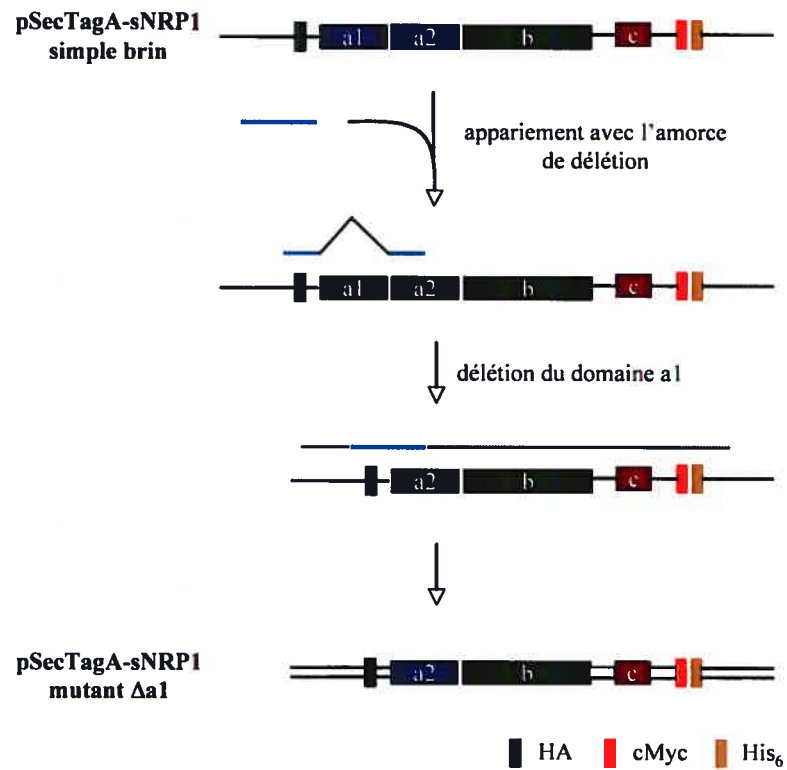 pSecTagA-sNRP1
simple brin
a1 a2 b c
appariement avec l'amorce
de délétion
a1 a2 b c
délétion du domaine a1
a2 b c
pSecTagA-sNRP1
mutant Δa1
a2 b c
HA cMyc His₆